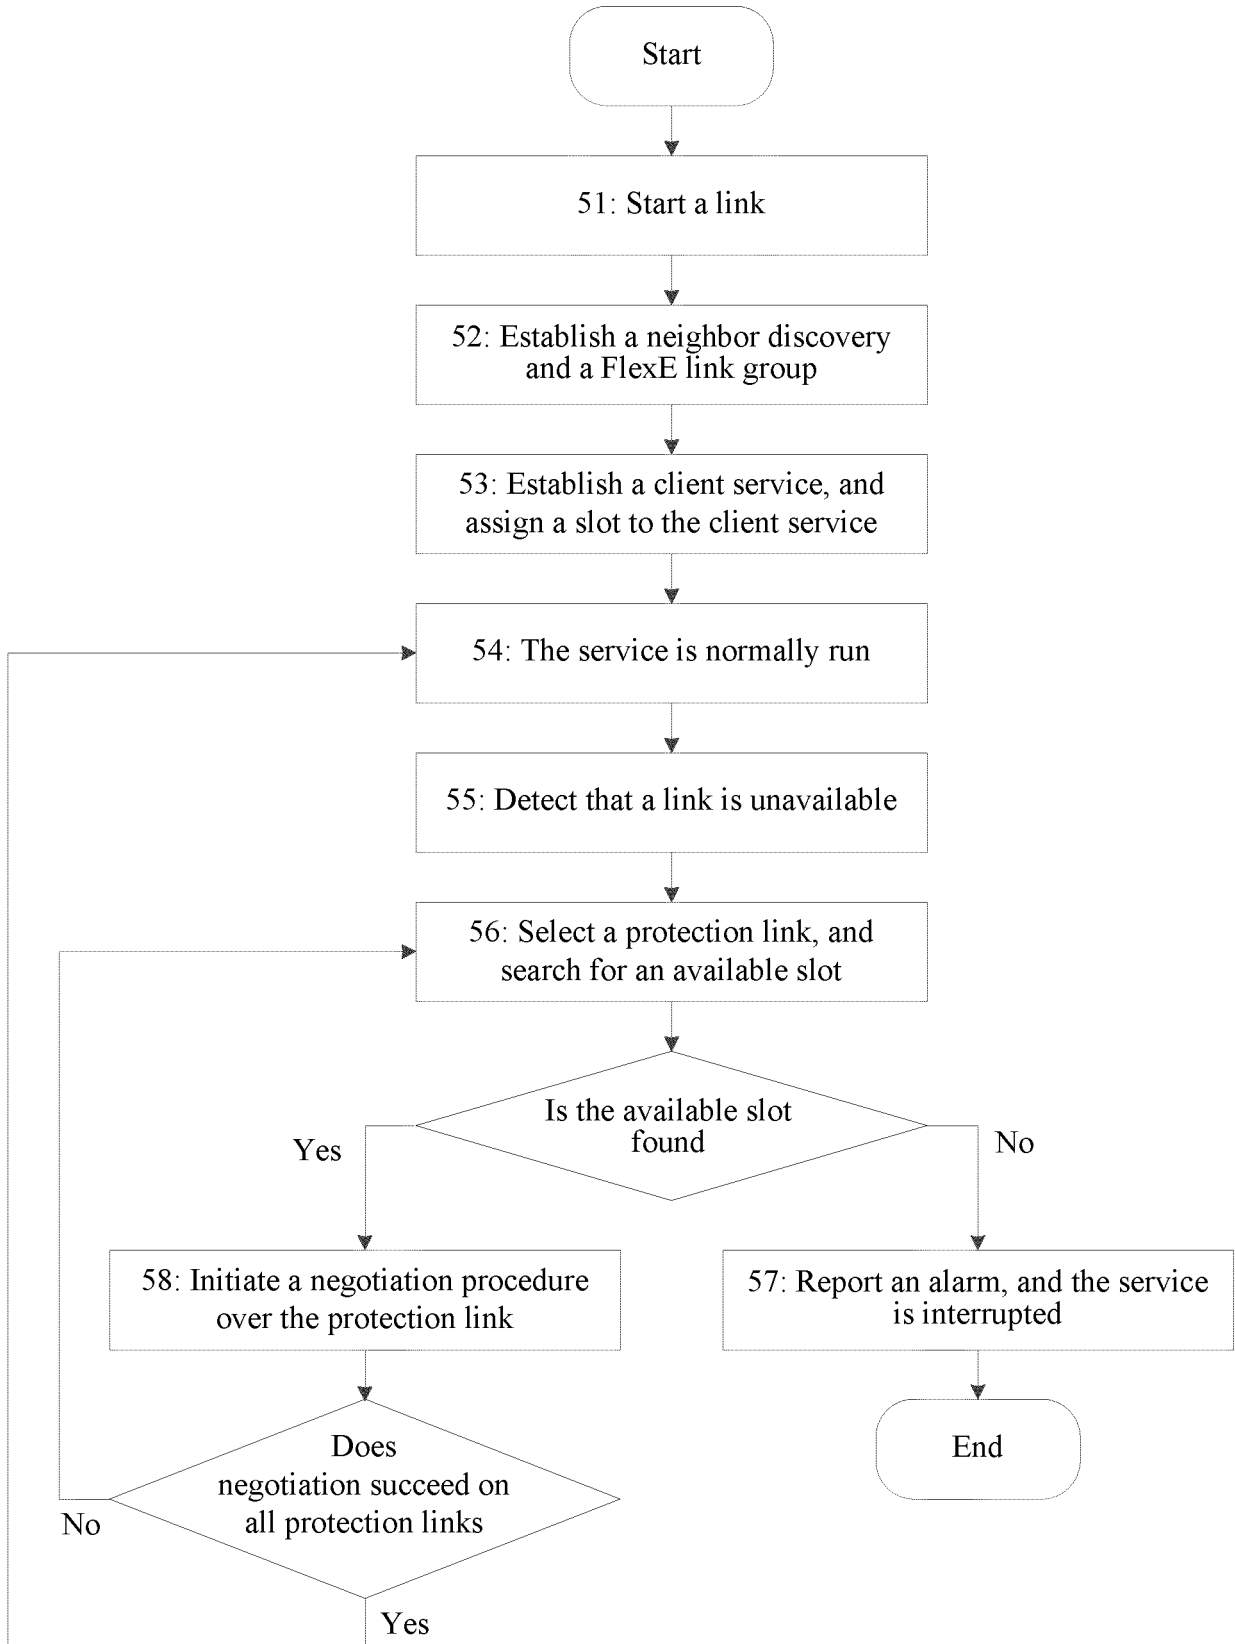 Start
51: Start a link
52: Establish a neighbor discovery
and a FlexE link group
53: Establish a client service, and
assign a slot to the client service
54: The service is normally run
55: Detect that a link is unavailable
56: Select a protection link, and
search for an available slot
Is the available slot
found
Yes
No
58: Initiate a negotiation procedure
over the protection link
57: Report an alarm, and the service
is interrupted
Does
negotiation succeed on
all protection links
End
No
Yes